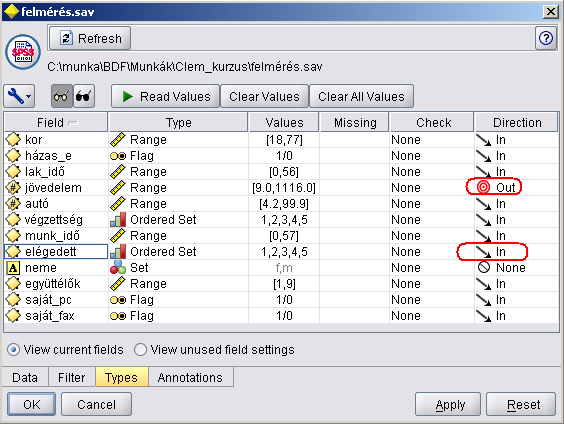 felmérés.sav
SPSS
Refresh
?
C:\munka\BDF\Munkák\Clem_kurzus\felmérés.sav
Read Values Clear Values Clear All Values
Field Type Values Missing Check Direction
kor Range [18,77] None In
házas_e Flag 1/0 None In
lak_idő Range [0,56] None In
# jövedelem Range [9.0,1116.0] None Out
# autó Range [4.2,99.9] None In
végzettség Ordered Set 1,2,3,4,5 None In
munk_idő Range [0,57] None In
elégedett Ordered Set 1,2,3,4,5 None In
A neme Set f,m None None
együttélők Range [1,9] None In
saját_pc Flag 1/0 None In
saját_fax Flag 1/0 None In
View current fields View unused field settings
Data Filter Types Annotations
OK Cancel Apply Reset